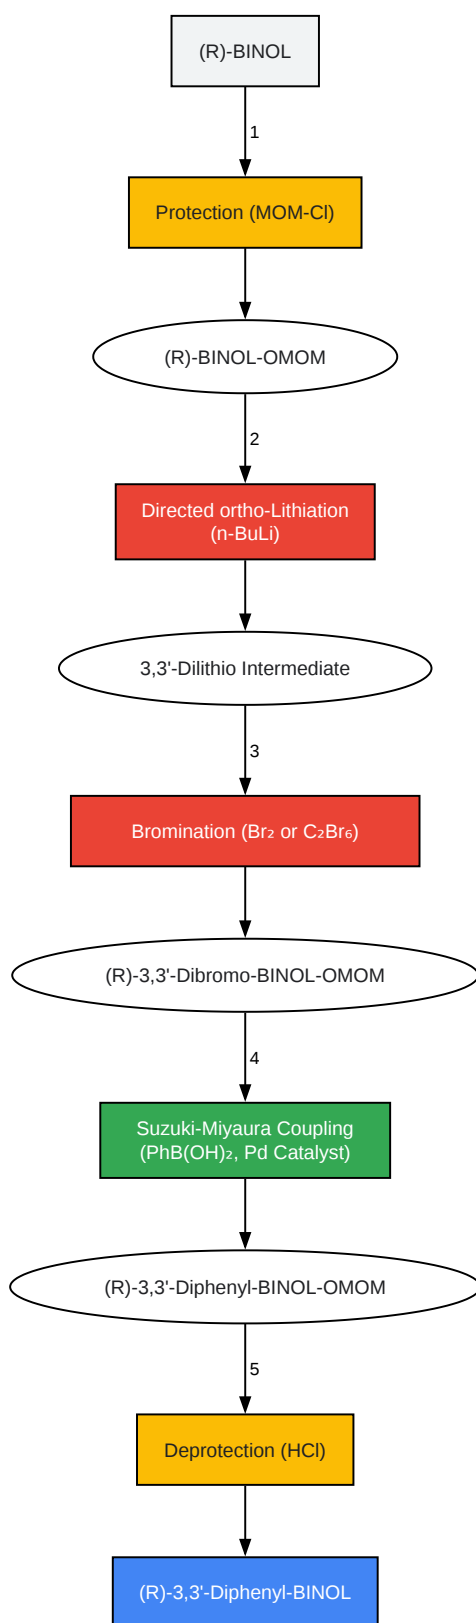 (R)-BINOL
1
Protection (MOM-Cl)
(R)-BINOL-OMOM
2
Directed ortho-Lithiation
(n-BuLi)
3,3'-Dilithio Intermediate
3
Bromination (Br₂ or C₂Br₆)
(R)-3,3'-Dibromo-BINOL-OMOM
4
Suzuki-Miyaura Coupling
(PhB(OH)₂, Pd Catalyst)
(R)-3,3'-Diphenyl-BINOL-OMOM
5
Deprotection (HCl)
(R)-3,3'-Diphenyl-BINOL